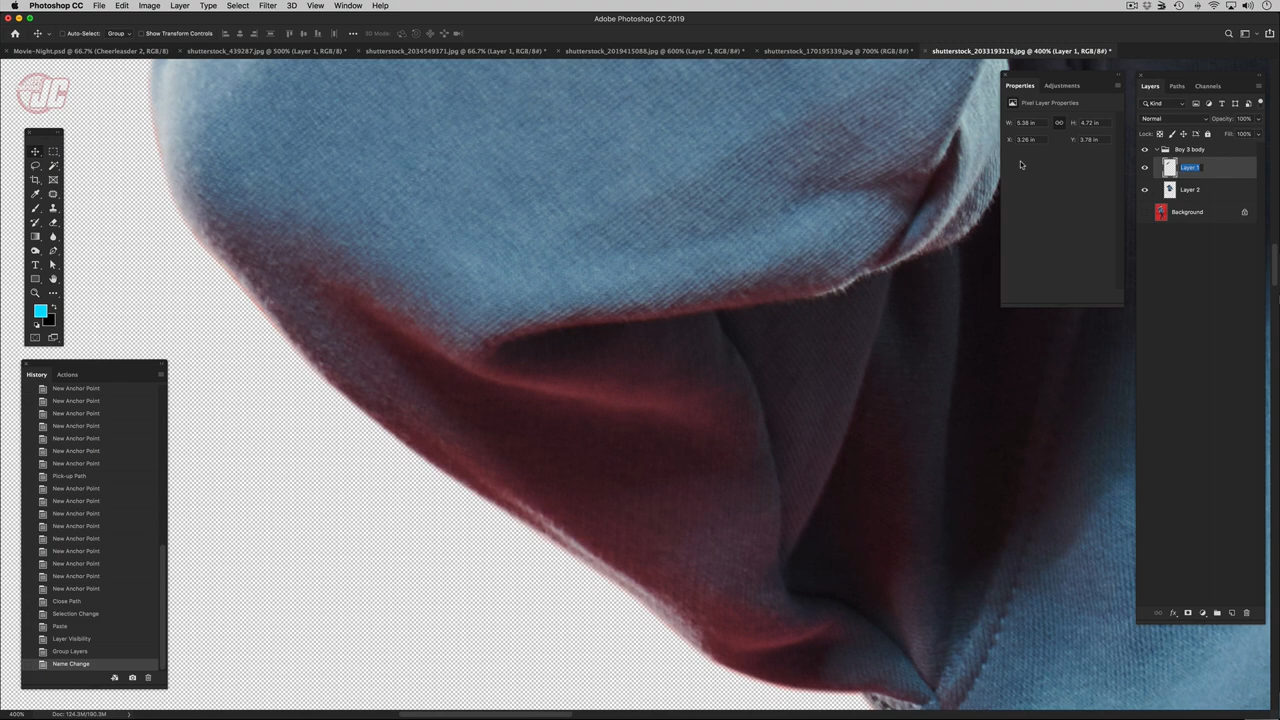 Photoshop CC File Edit Image Layer Type Select Filter 3D View Window Help
Adobe Photoshop CC 2019
Auto-Select: Group Show Transform Controls 3D Mode:
× Movie-Night.psd @ 66.7% (Cheerleader 2, RGB/8) × shutterstock_439287.jpg @ 500% (Layer 1, RGB/8) * × shutterstock_2034549371.jpg @ 66.7% (Layer 1, RGB/8#) * × shutterstock_2019415088.jpg @ 600% (Layer 1, RGB/8#) * × shutterstock_170195339.jpg @ 700% (RGB/8#) * × shutterstock_2033193218.jpg @ 400% (Layer 1, RGB/8#) *
JC
Properties Adjustments
Pixel Layer Properties
W: 5.38 in H: 4.72 in
X: 3.26 in Y: 3.78 in
Layers Paths Channels
Kind
Normal Opacity: 100%
Lock: Fill: 100%
Boy 3 body
Layer 1
Layer 2
Background
History Actions
New Anchor Point
New Anchor Point
New Anchor Point
New Anchor Point
New Anchor Point
New Anchor Point
New Anchor Point
Pick-up Path
New Anchor Point
New Anchor Point
New Anchor Point
New Anchor Point
New Anchor Point
New Anchor Point
New Anchor Point
New Anchor Point
New Anchor Point
Close Path
Selection Change
Paste
Layer Visibility
Group Layers
Name Change
400% Doc: 124.3M/190.3M